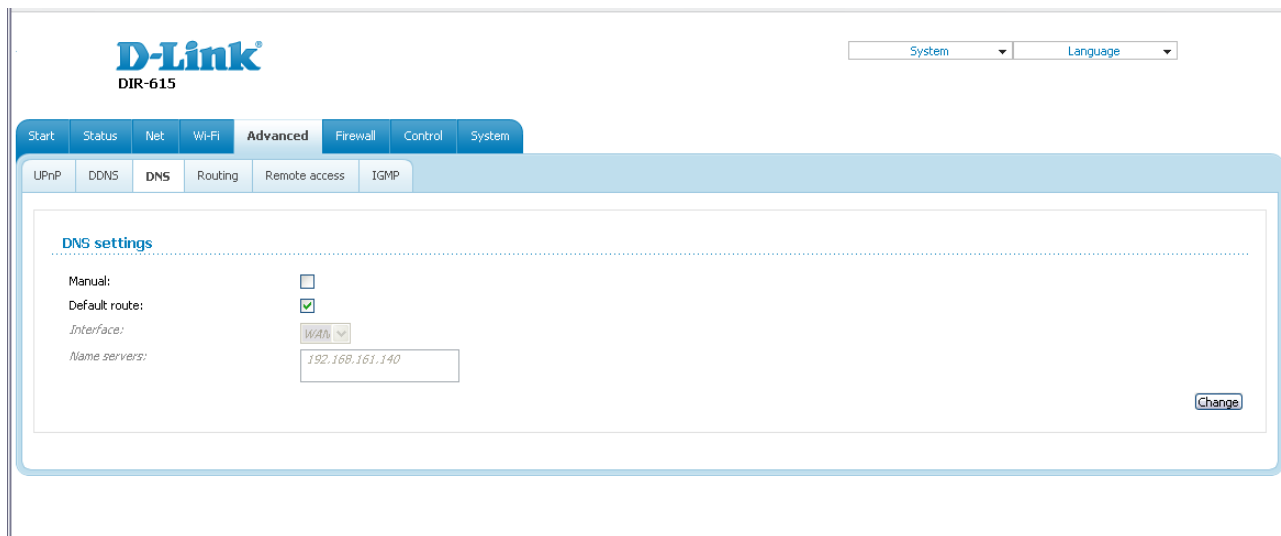 D-Link®
DIR-615
System Language
Start Status Net Wi-Fi Advanced Firewall Control System
UPnP DDNS DNS Routing Remote access IGMP
DNS settings
Manual:
Default route:
Interface: WAN
Name servers: 192.168.161.140
Change